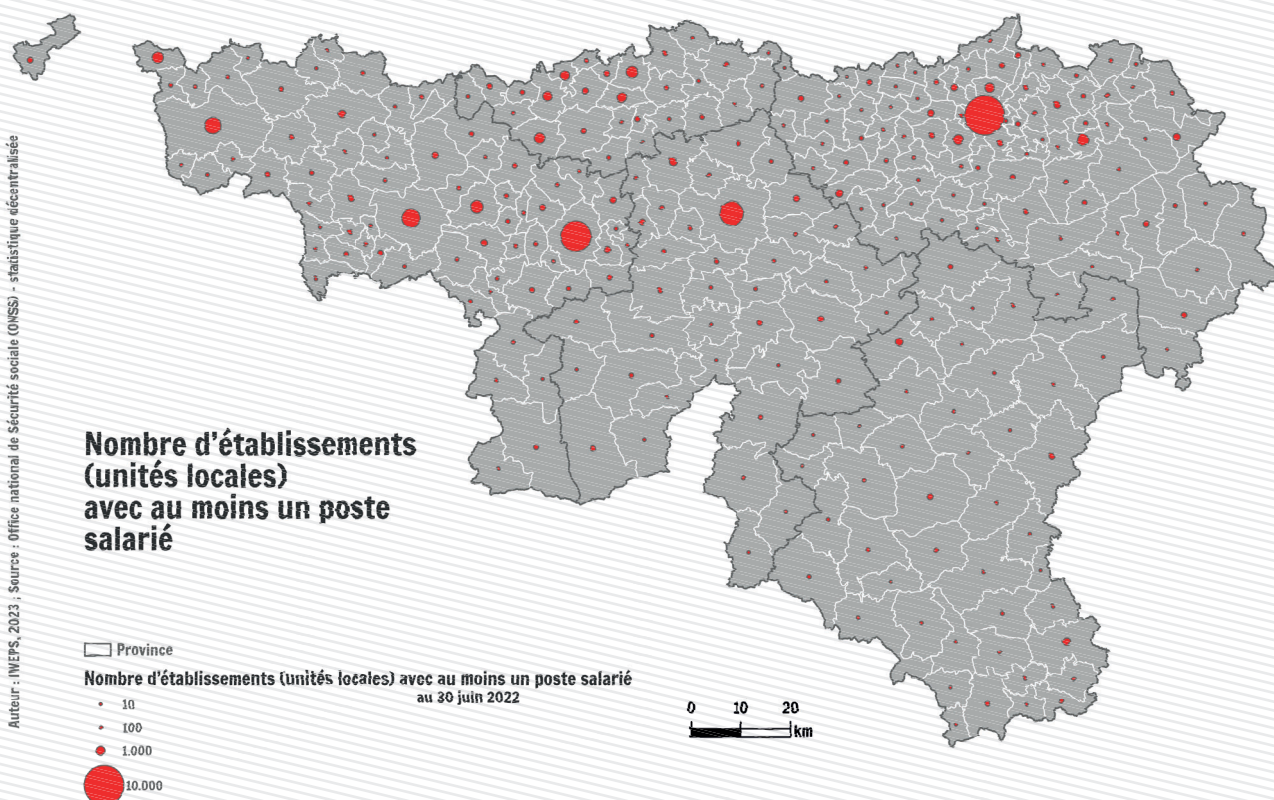 Nombre d'établissements
(unités locales)
avec au moins un poste
salarié
Auteur : IWEPS, 2023 ; Source : Office national de Sécurité sociale (ONSS) - statistique décentralisée
Province
Nombre d'établissements (unités locales) avec au moins un poste salarié
au 30 juin 2022
10
100
1.000
10.000
0 10 20
km